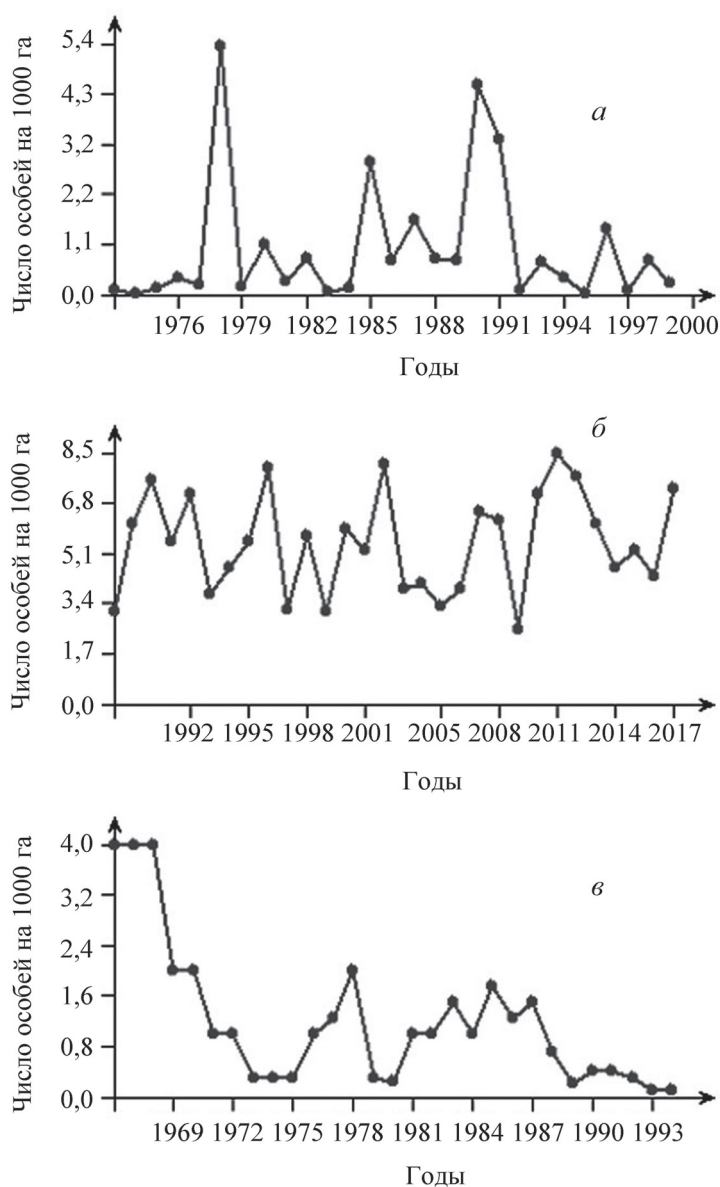 Число особей на 1000 га
5,4
4,3
3,2
2,2
1,1
0,0
а
1976 1979 1982 1985 1988 1991 1994 1997 2000
Годы
Число особей на 1000 га
8,5
6,8
5,1
3,4
1,7
0,0
б
1992 1995 1998 2001 2005 2008 2011 2014 2017
Годы
Число особей на 1000 га
4,0
3,2
2,4
1,6
0,8
0,0
в
1969 1972 1975 1978 1981 1984 1987 1990 1993
Годы